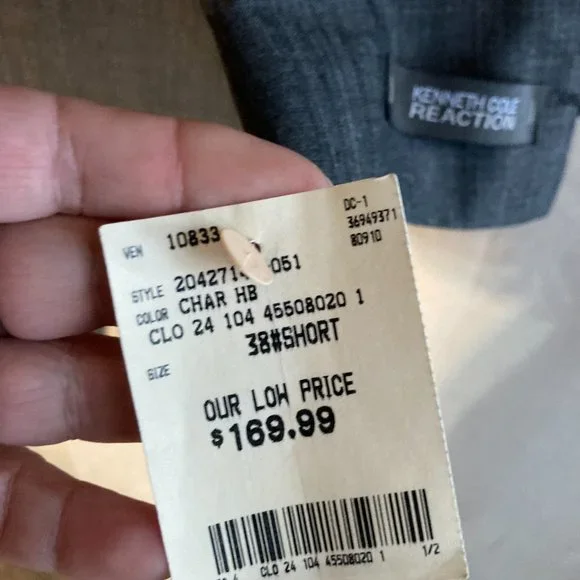 KENNETH COLE
REACTION
DC-1
36949371
80910
VEN 10833
STYLE 051
COLOR CHAR HB
CLO 24 104 45508020 1
SIZE 38#SHORT
OUR LOW PRICE
$169.99
CLO 24 104 45508020 1 1/2